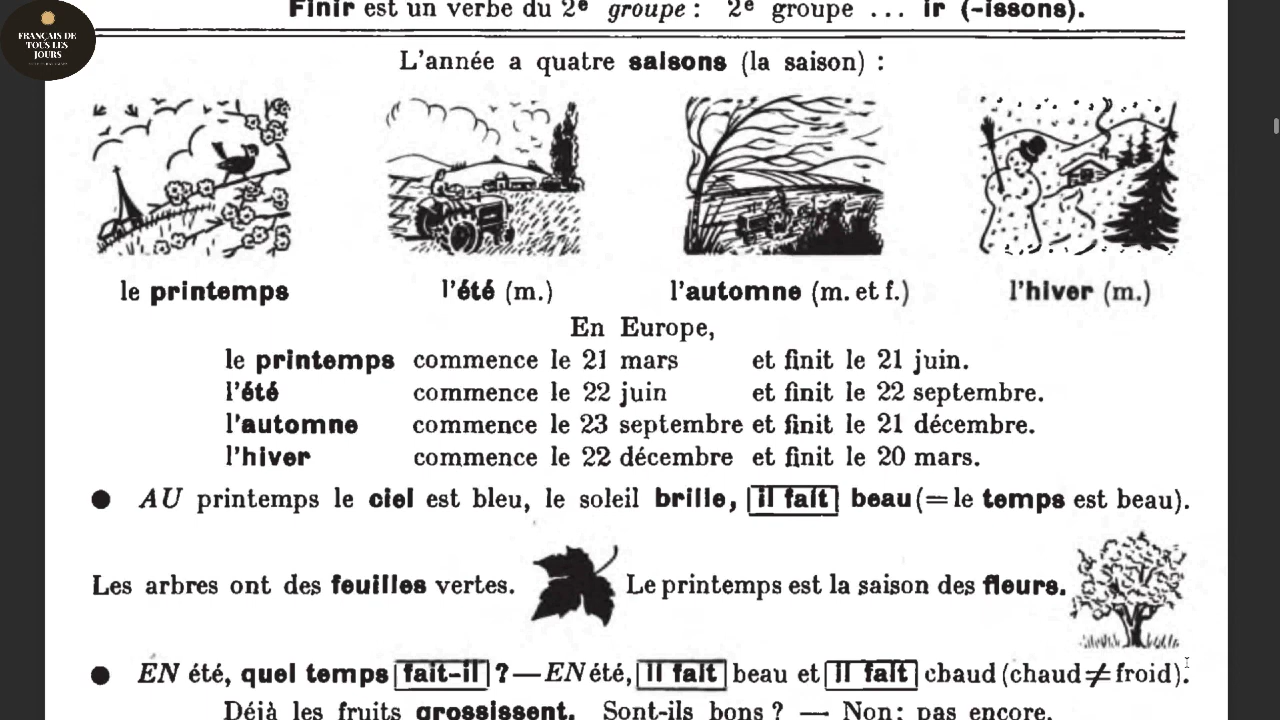 Finir est un verbe du 2e groupe : 2e groupe ... ir (-issons).
FRANÇAIS DE
TOUS LES
JOURS
L'année a quatre saisons (la saison) :
le printemps l'été (m.) l'automne (m. et f.) l'hiver (m.)
En Europe,
le printemps commence le 21 mars et finit le 21 juin.
l'été commence le 22 juin et finit le 22 septembre.
l'automne commence le 23 septembre et finit le 21 décembre.
l'hiver commence le 22 décembre et finit le 20 mars.
● AU printemps le ciel est bleu, le soleil brille, il fait beau (= le temps est beau).
Les arbres ont des feuilles vertes. Le printemps est la saison des fleurs.
● EN été, quel temps fait-il ? — EN été, il fait beau et il fait chaud (chaud ≠ froid).
Déjà les fruits grossissent. Sont-ils bons ? — Non : pas encore.